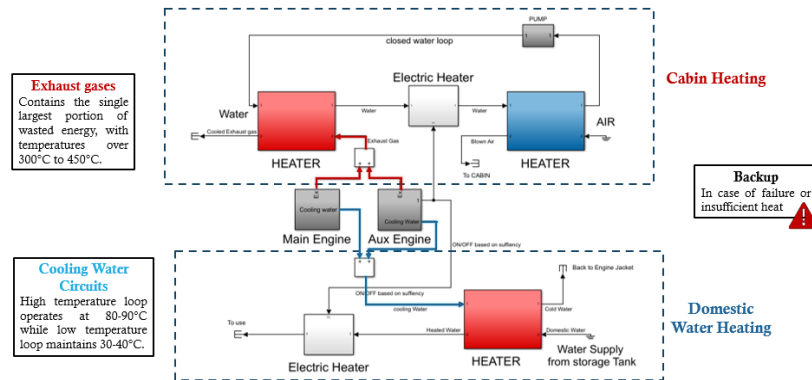 PUMP
closed water loop
Electric Heater
Cabin Heating
Exhaust gases
Contains the single
largest portion of
wasted energy, with
temperatures over
300°C to 450°C.
Water
Water
Water
AIR
Cooled Exhaust gas
Exhaust Gas
Blown Air
HEATER
HEATER
To CABIN
Backup
In case of failure or
insufficient heat
Cooling water
Cooling Water
Main Engine
Aux Engine
ON/OFF based on suffiency
Cooling Water
Circuits
High temperature loop
operates at 80-90°C
while low temperature
loop maintains 30-40°C.
Back to Engine Jacket
ON/OFF based on suffiency
cooling Water
Cold Water
Domestic
Water Heating
To use
Heated Water
Domestic Water
Electric Heater
HEATER
Water Supply
from storage Tank